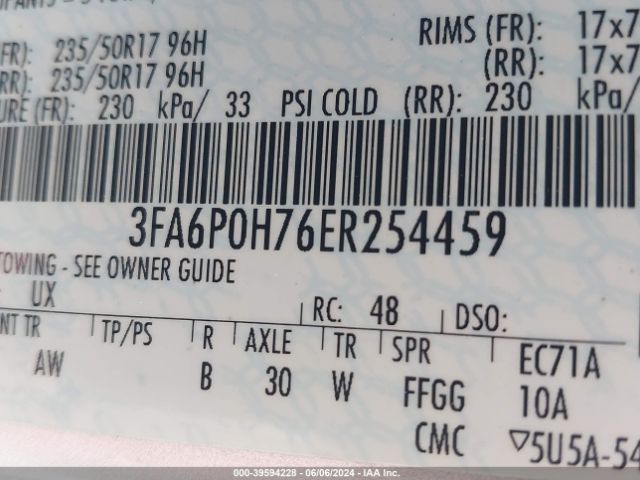 RIMS (FR): 17x7
(FR): 235/50R17 96H
(RR): 17x7
RR): 235/50R17 96H
URE (FR): 230 kPa/ 33 PSI COLD (RR): 230 kPa/
3FA6P0H76ER254459
TOWING - SEE OWNER GUIDE
UX
RC: 48 DSO:
NT TR TP/PS R AXLE TR SPR EC71A
AW B 30 W FFGG 10A
CMC ▽5U5A-54
000-39594228 - 06/06/2024 - IAA Inc.